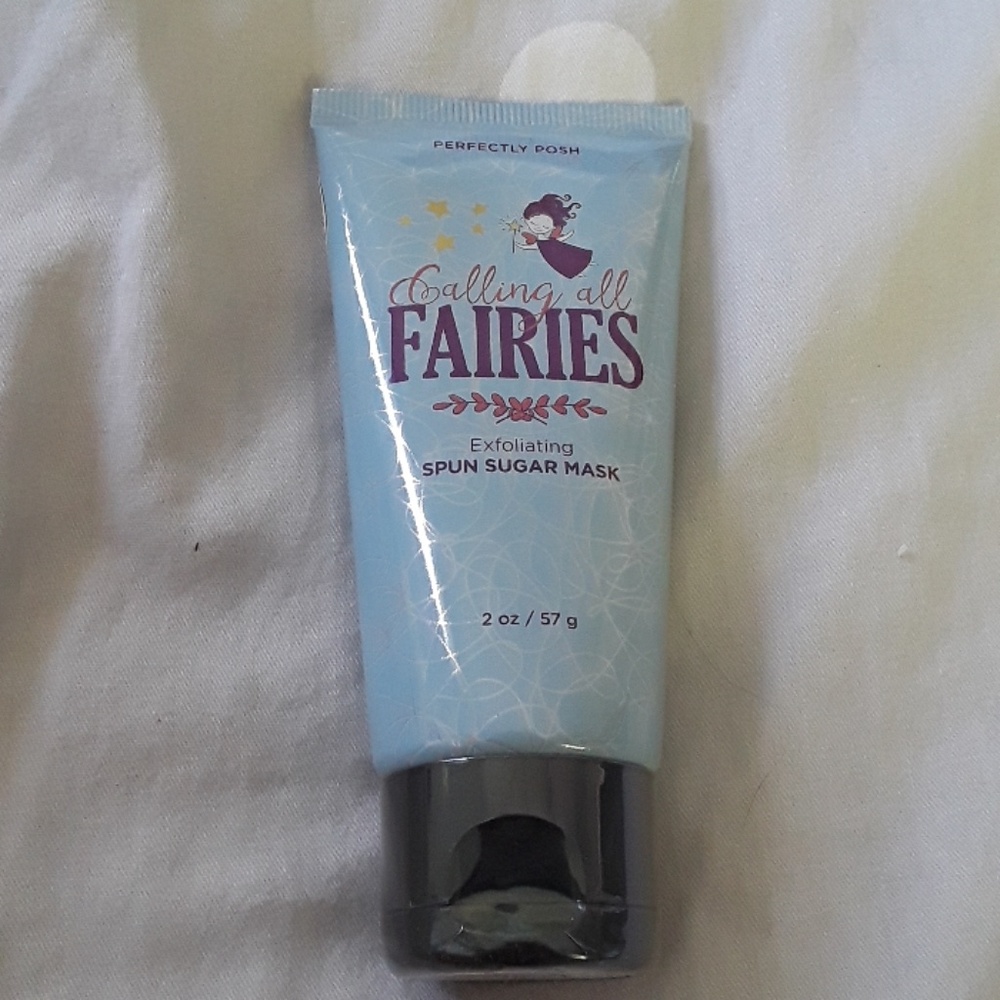 PERFECTLY POSH
Calling all
FAIRIES
Exfoliating
SPUN SUGAR MASK
2 oz / 57 g